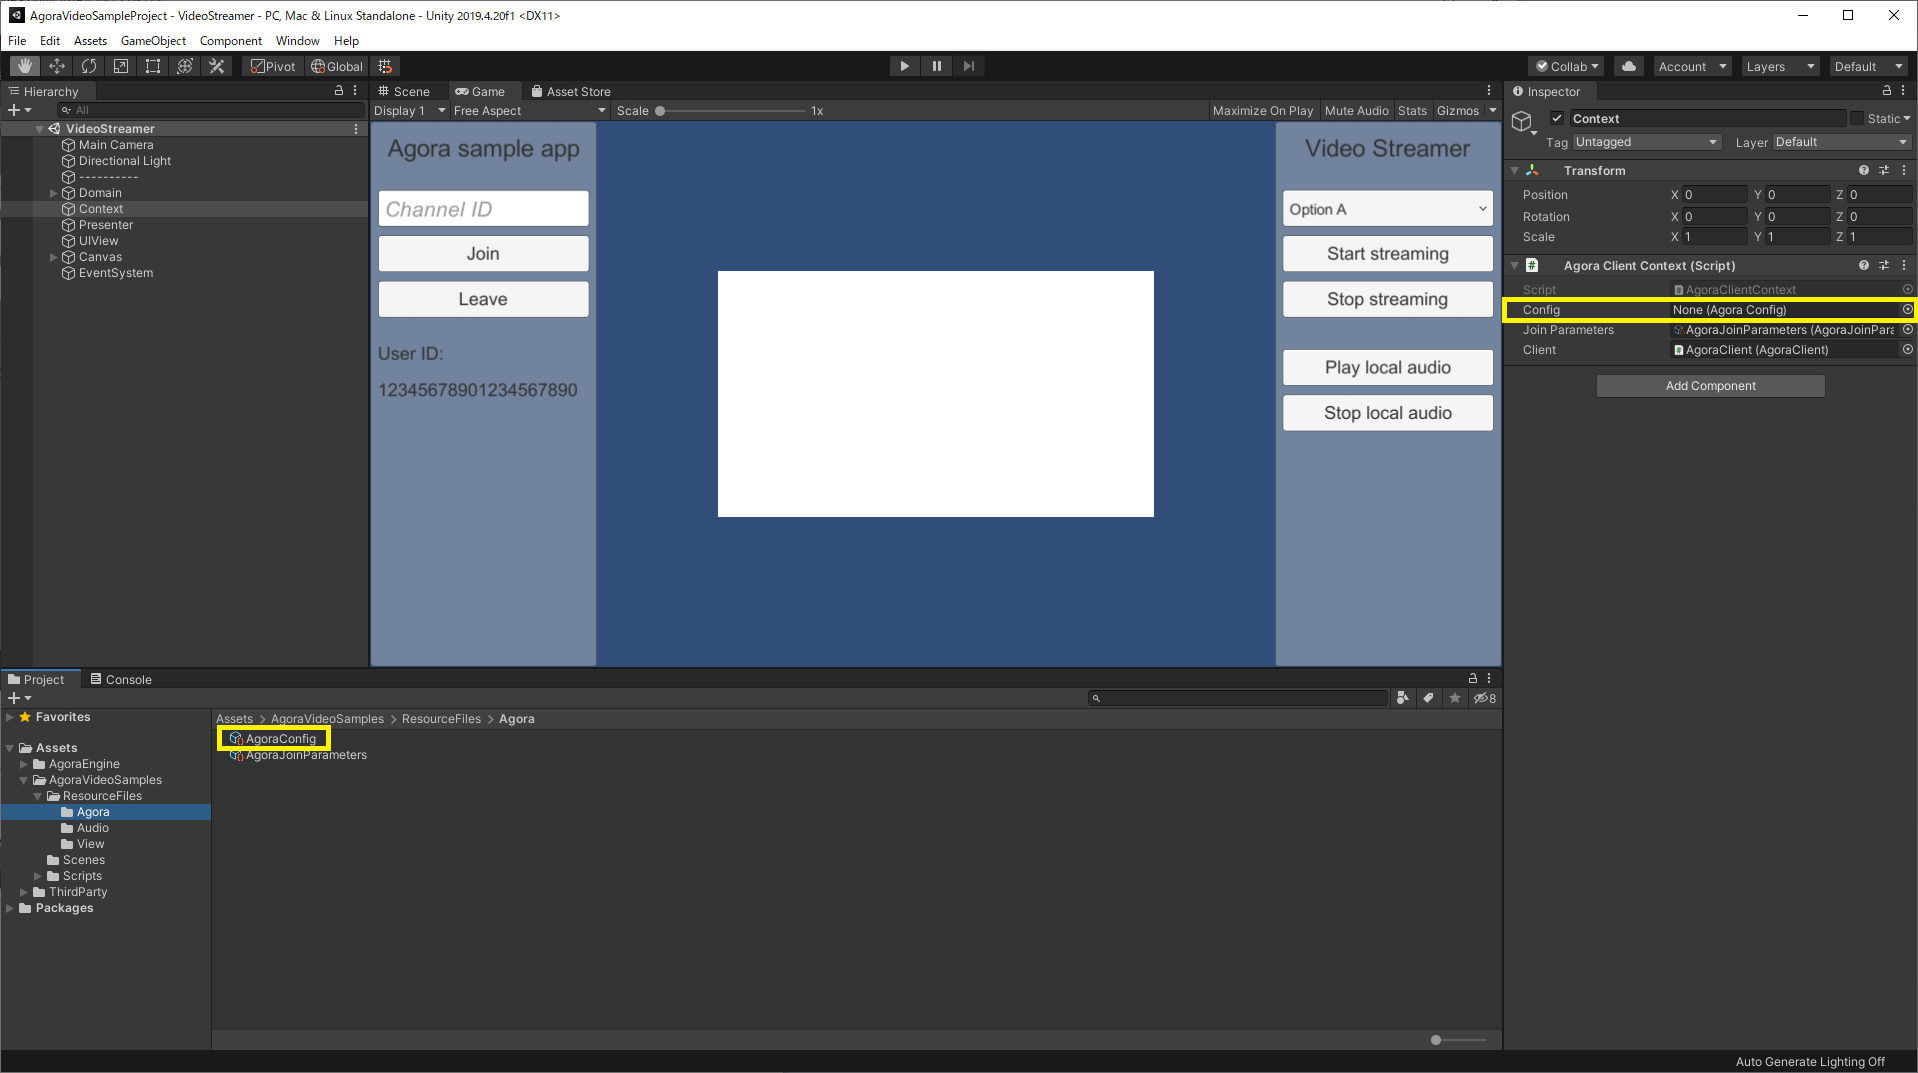 AgoraVideoSampleProject - VideoStreamer - PC, Mac & Linux Standalone - Unity 2019.4.20f1 <DX11>
File Edit Assets GameObject Component Window Help
Pivot Global Collab Account Layers Default
Hierarchy
All
VideoStreamer
Main Camera
Directional Light
----------
Domain
Context
Presenter
UIView
Canvas
EventSystem
Scene Game Asset Store
Display 1 Free Aspect Scale 1x Maximize On Play Mute Audio Stats Gizmos
Agora sample app
Channel ID
Join
Leave
User ID:
12345678901234567890
Video Streamer
Option A
Start streaming
Stop streaming
Play local audio
Stop local audio
Inspector
Context Static
Tag Untagged Layer Default
Transform
Position X 0 Y 0 Z 0
Rotation X 0 Y 0 Z 0
Scale X 1 Y 1 Z 1
Agora Client Context (Script)
Script AgoraClientContext
Config None (Agora Config)
Join Parameters AgoraJoinParameters (AgoraJoinPara
Client AgoraClient (AgoraClient)
Add Component
Project Console
8
Favorites
Assets
AgoraEngine
AgoraVideoSamples
ResourceFiles
Agora
Audio
View
Scenes
Scripts
ThirdParty
Packages
Assets > AgoraVideoSamples > ResourceFiles > Agora
AgoraConfig
AgoraJoinParameters
Auto Generate Lighting Off